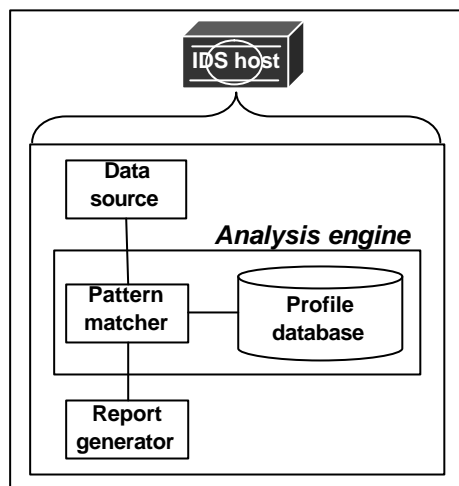 IDS host
Data
source
Analysis engine
Pattern
matcher
Profile
database
Report
generator